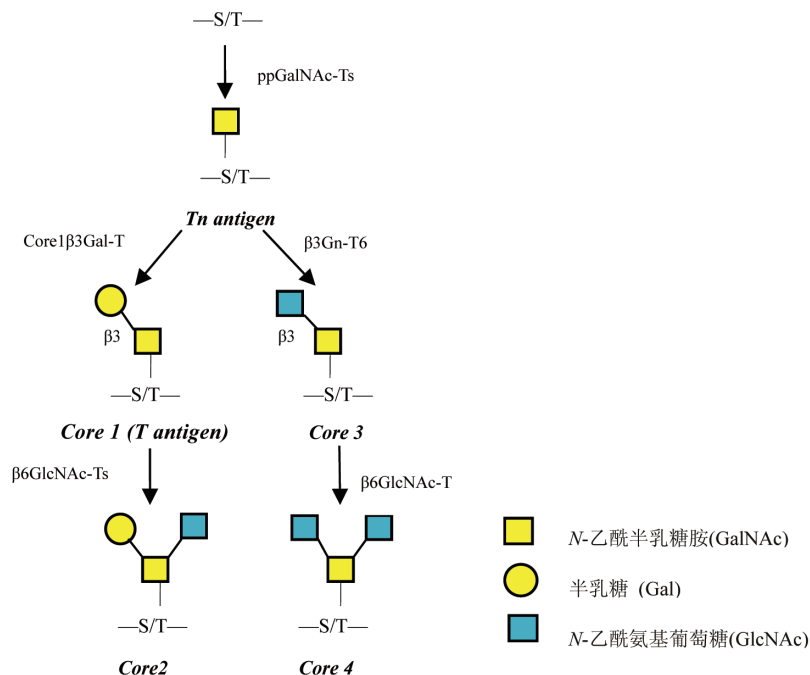 —S/T—
ppGalNAc-Ts
—S/T—
Tn antigen
Core1β3Gal-T
β3Gn-T6
β3
β3
—S/T—
—S/T—
Core 1 (T antigen)
Core 3
β6GlcNAc-Ts
β6GlcNAc-T
N-乙酰半乳糖胺(GalNAc)
半乳糖 (Gal)
—S/T—
—S/T—
N-乙酰氨基葡萄糖(GlcNAc)
Core2
Core 4